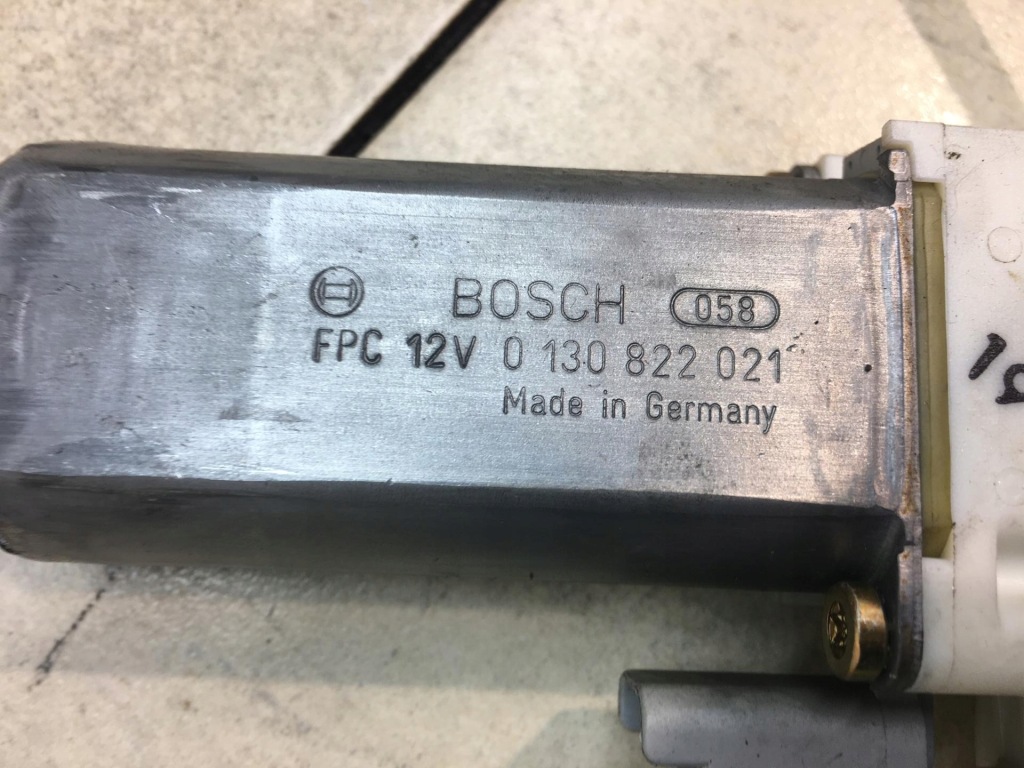 BOSCH 058
FPC 12V 0 130 822 021
Made in Germany